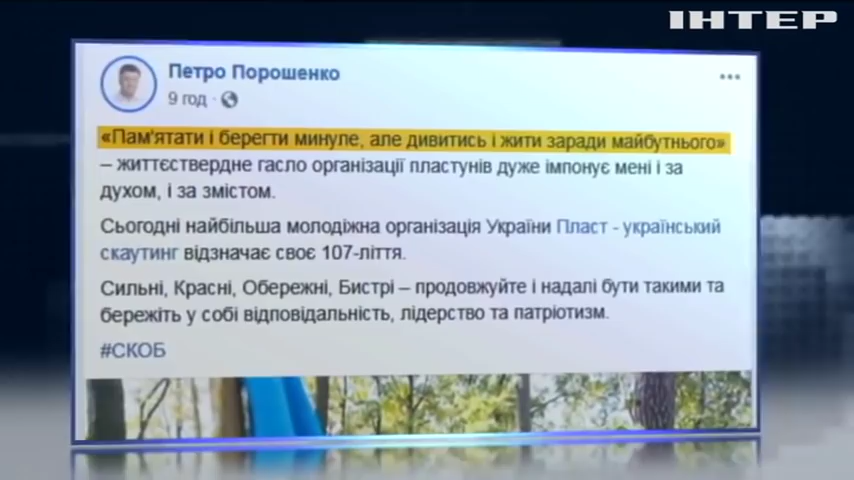 ІНТЕР
Петро Порошенко
9 год ·
«Пам'ятати і берегти минуле, але дивитись і жити заради майбутнього»
– життєствердне гасло організації пластунів дуже імпонує мені і за
духом, і за змістом.
Сьогодні найбільша молодіжна організація України Пласт - український
скаутинг відзначає своє 107-ліття.
Сильні, Красні, Обережні, Бистрі – продовжуйте і надалі бути такими та
бережіть у собі відповідальність, лідерство та патріотизм.
#СКОБ